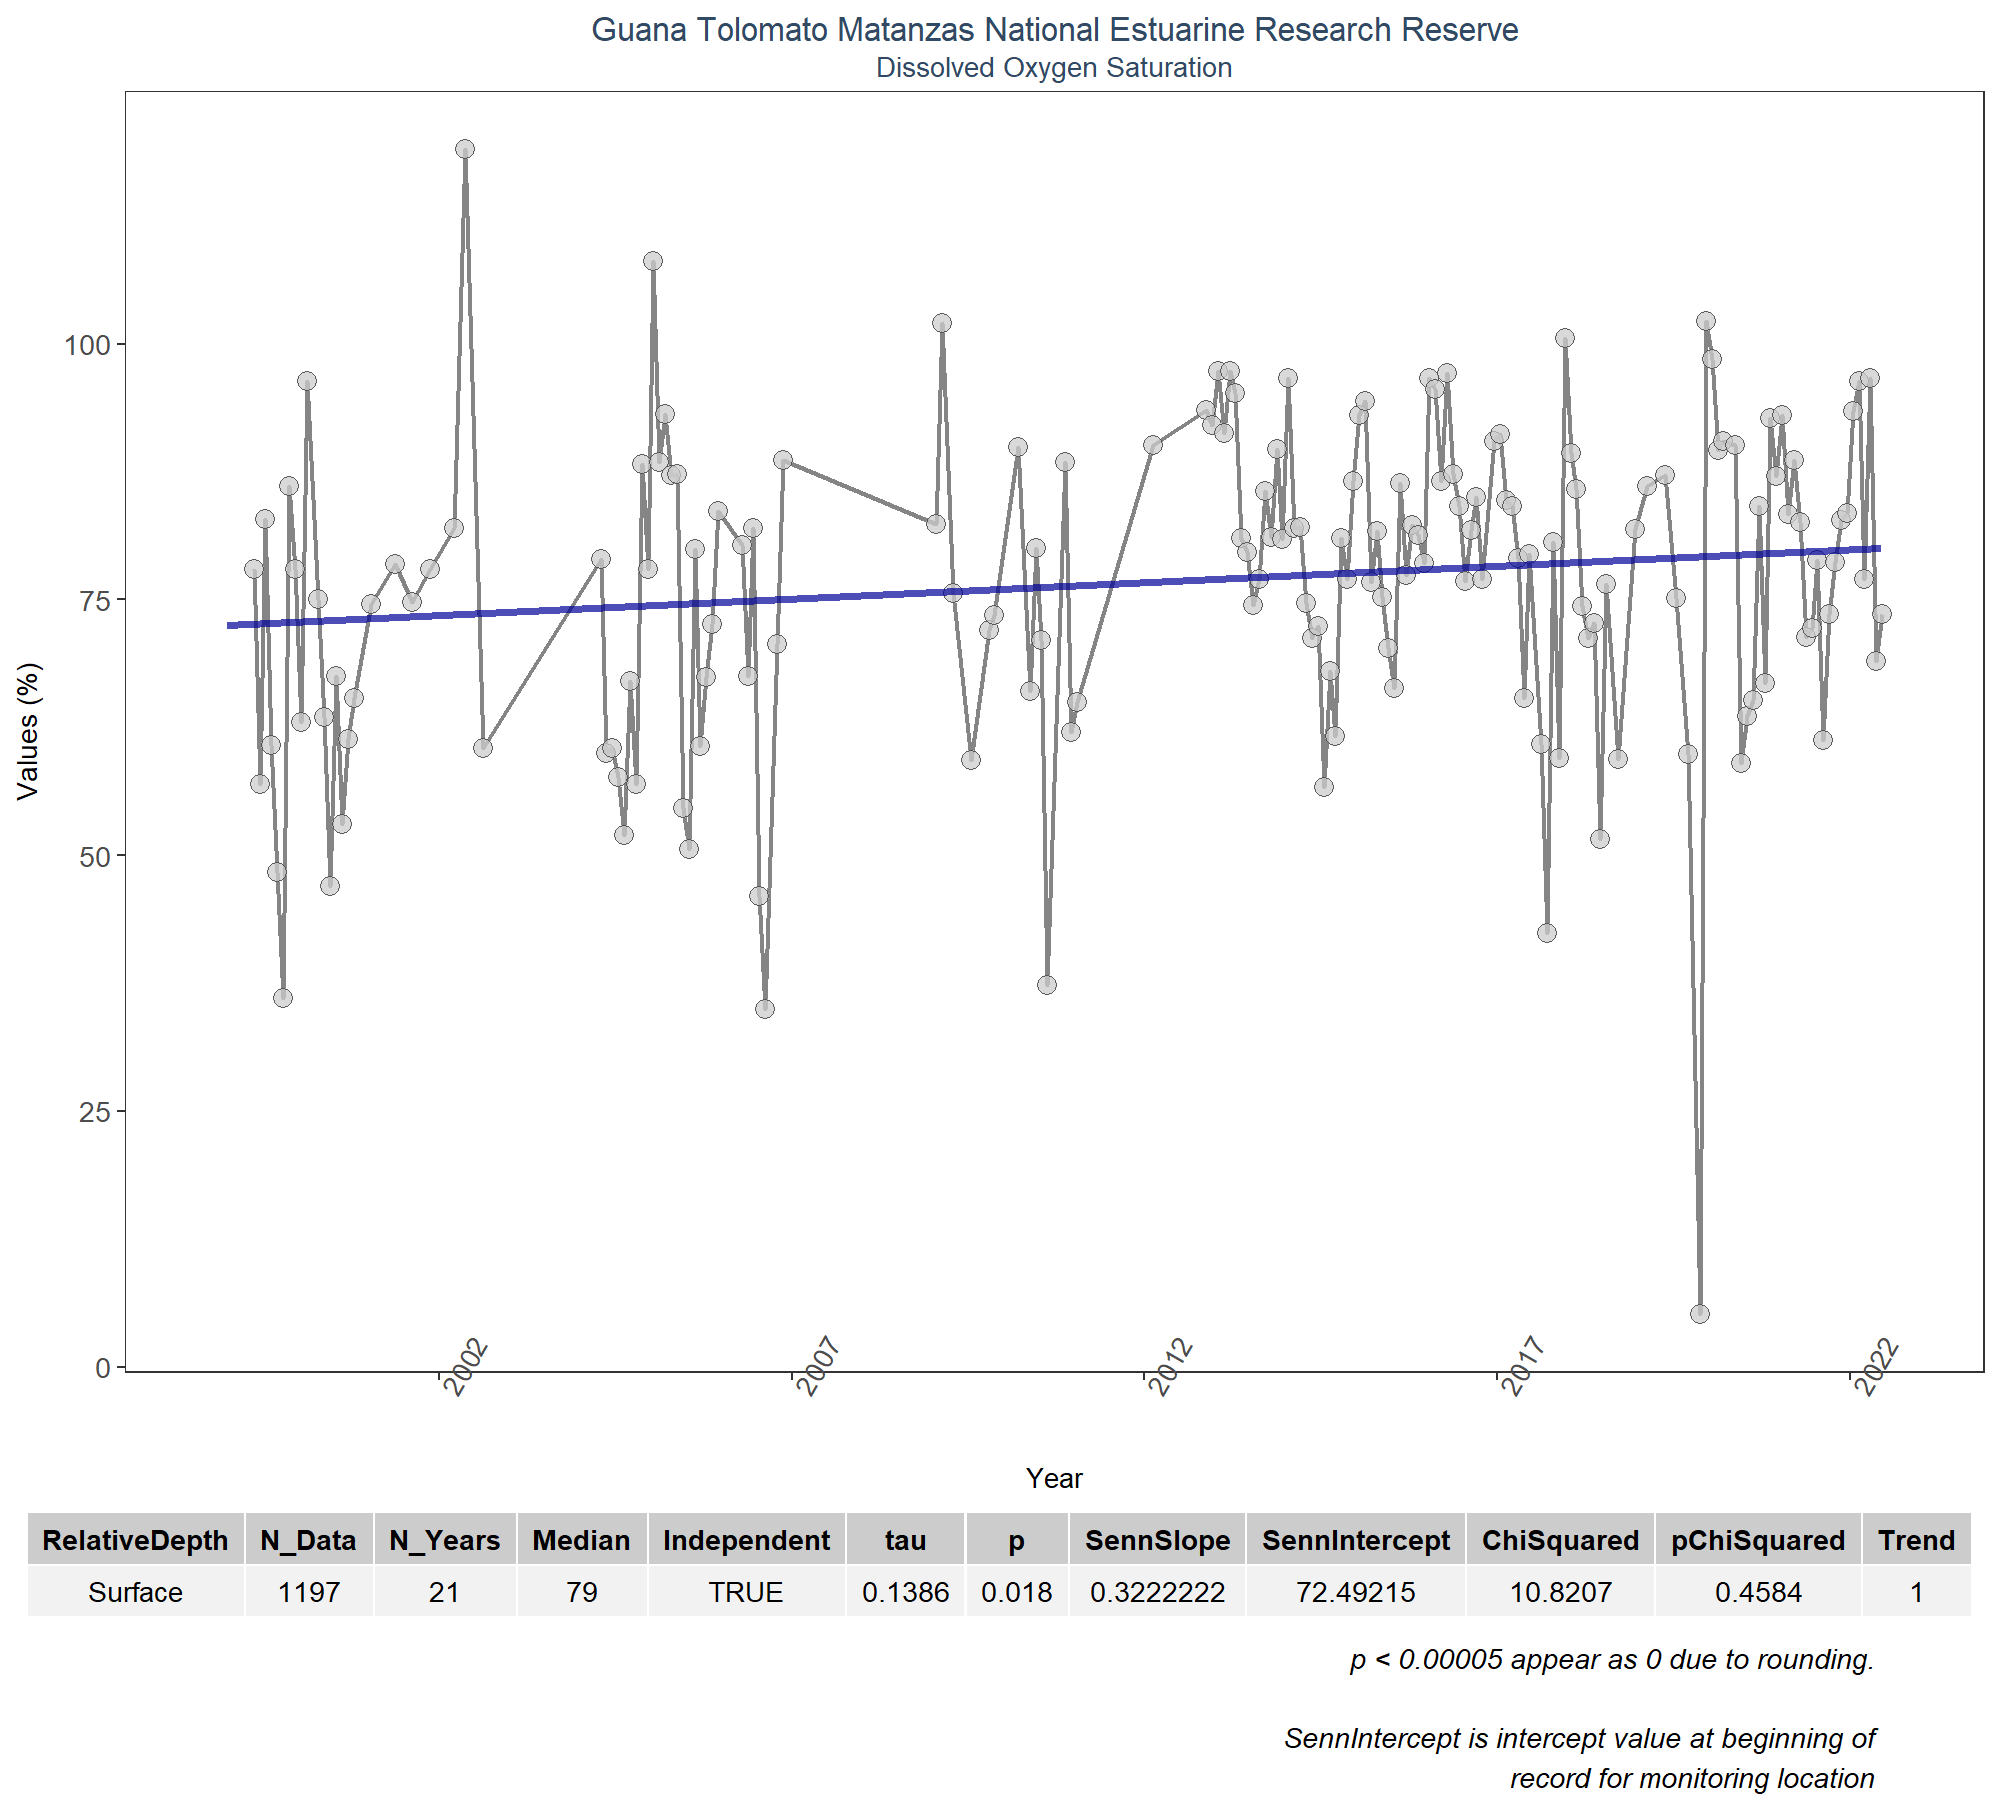 Guana Tolomato Matanzas National Estuarine Research Reserve
Dissolved Oxygen Saturation
Values (%)
100
75
50
25
0
2002
2007
2012
2017
2022
Year
RelativeDepth N_Data N_Years Median Independent tau p SennSlope SennIntercept ChiSquared pChiSquared Trend
Surface 1197 21 79 TRUE 0.1386 0.018 0.3222222 72.49215 10.8207 0.4584 1
p < 0.00005 appear as 0 due to rounding.
SennIntercept is intercept value at beginning of
record for monitoring location